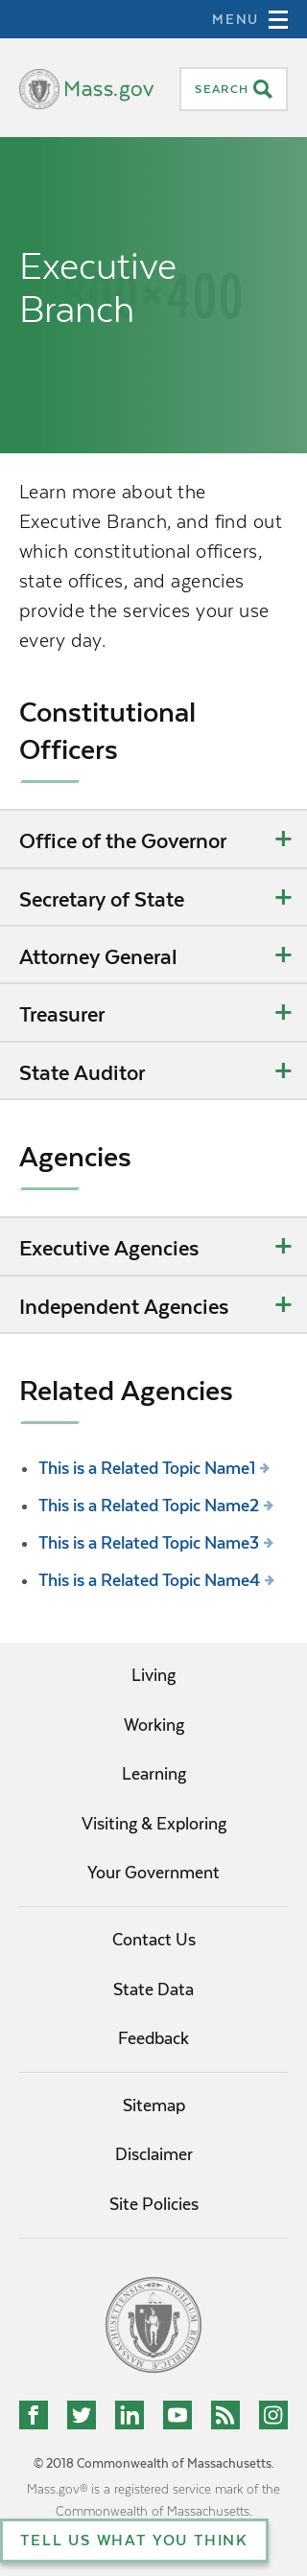 MENU
Mass.gov
SEARCH
Executive
Branch
×400
Learn more about the
Executive Branch, and find out
which constitutional officers,
state offices, and agencies
provide the services your use
every day.
Constitutional
Officers
Office of the Governor +
Secretary of State +
Attorney General +
Treasurer +
State Auditor +
Agencies
Executive Agencies +
Independent Agencies +
Related Agencies
• This is a Related Topic Name1
• This is a Related Topic Name2
• This is a Related Topic Name3
• This is a Related Topic Name4
Living
Working
Learning
Visiting & Exploring
Your Government
Contact Us
State Data
Feedback
Sitemap
Disclaimer
Site Policies
© 2018 Commonwealth of Massachusetts.
Mass.gov® is a registered service mark of the
Commonwealth of Massachusetts.
TELL US WHAT YOU THINK